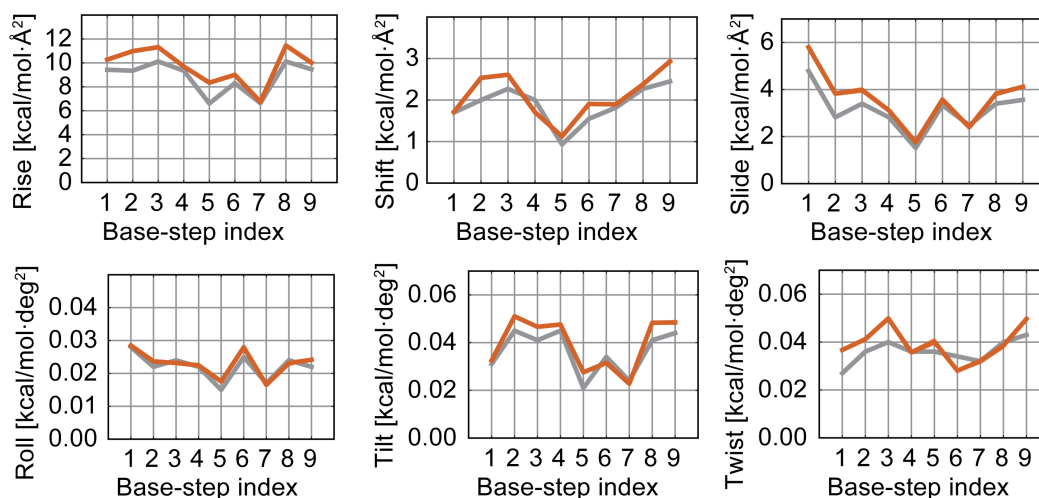 Rise [kcal/mol·Å²]
12
10
8
6
4
2
0
1 2 3 4 5 6 7 8 9
Base-step index
Shift [kcal/mol·Å²]
3
2
1
0
1 2 3 4 5 6 7 8 9
Base-step index
Slide [kcal/mol·Å²]
6
4
2
0
1 2 3 4 5 6 7 8 9
Base-step index
Roll [kcal/mol·deg²]
0.04
0.03
0.02
0.01
0.00
1 2 3 4 5 6 7 8 9
Base-step index
Tilt [kcal/mol·deg²]
0.06
0.04
0.02
0.00
1 2 3 4 5 6 7 8 9
Base-step index
Twist [kcal/mol·deg²]
0.06
0.04
0.02
0.00
1 2 3 4 5 6 7 8 9
Base-step index